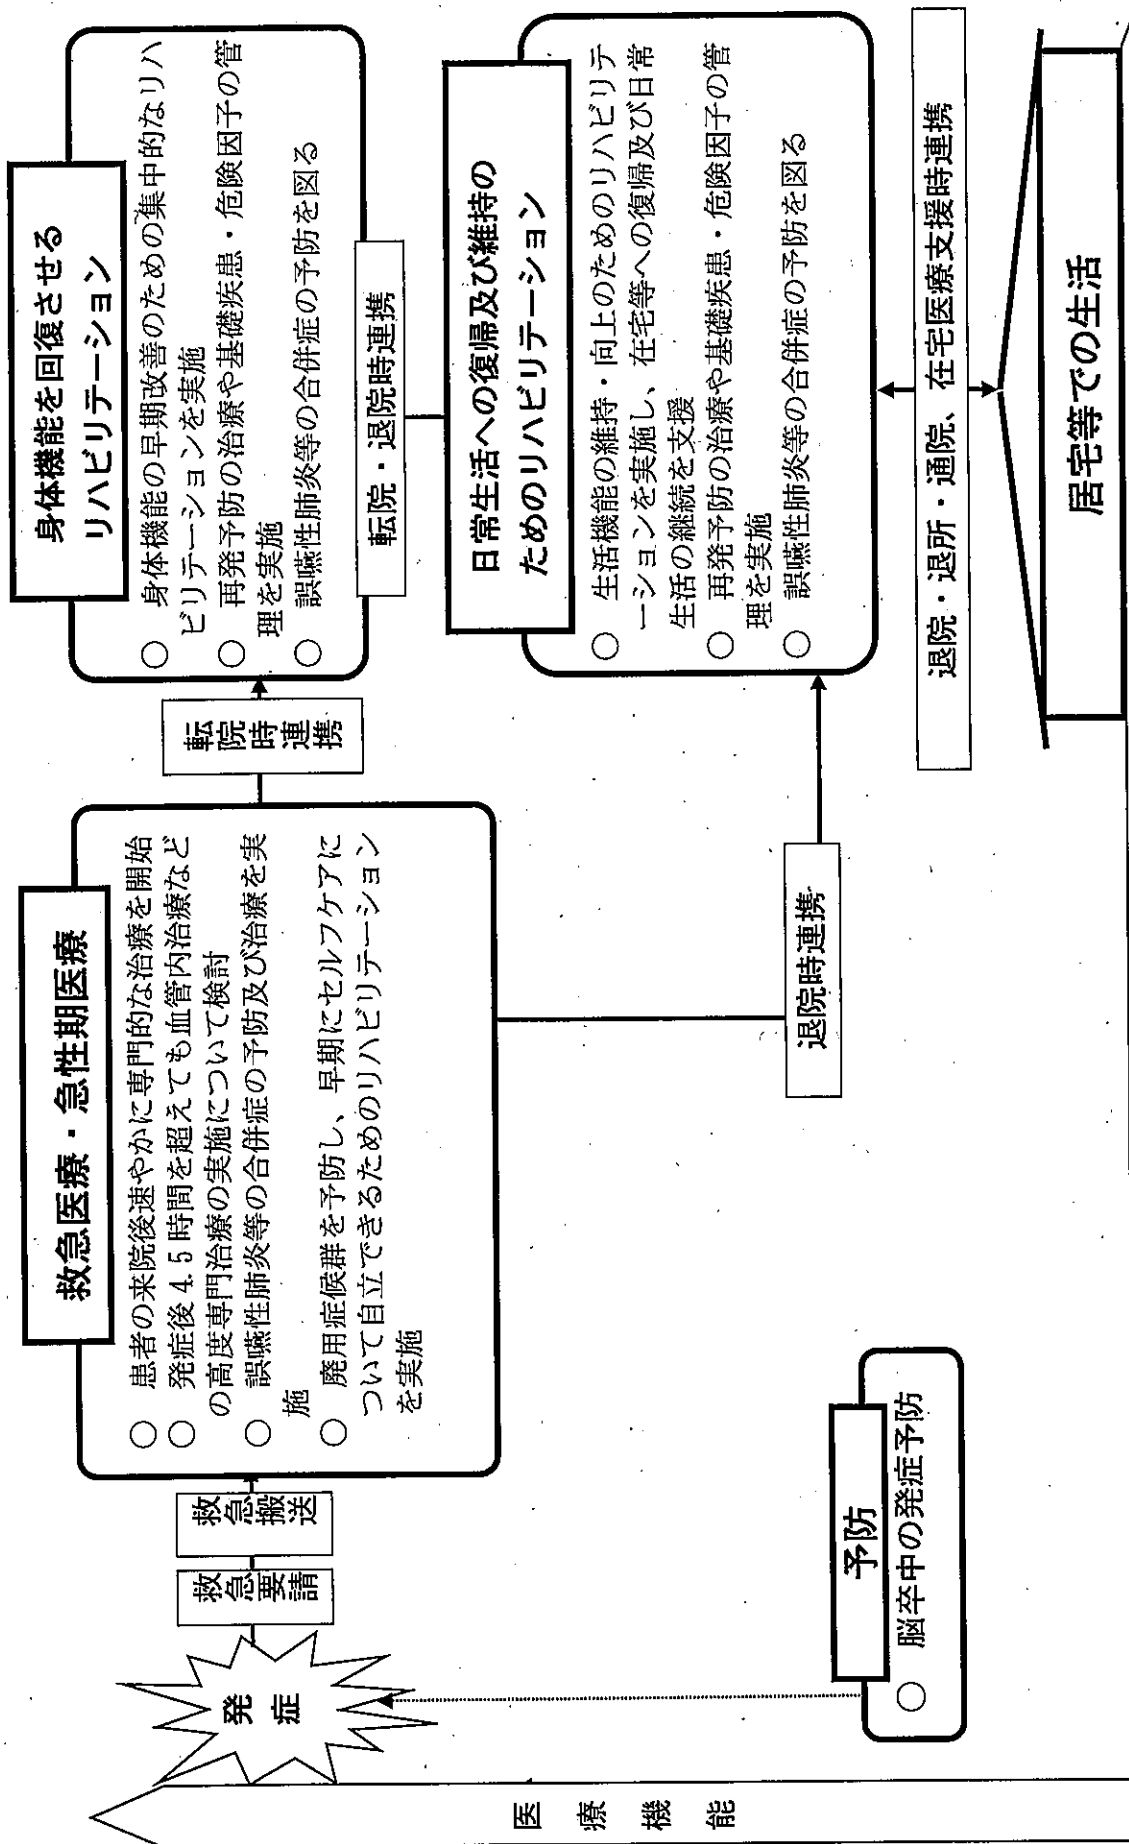 医療機能
発症
救急要請
救急搬送
救急医療・急性期医療
○ 患者の来院後速やかに専門的な治療を開始
○ 発症後4.5時間を超えても血管内治療など
の高度専門治療の実施について検討
○ 誤嚥性肺炎等の合併症の予防及び治療を実
施
○ 廃用症候群を予防し、早期にセルフケアに
ついて自立できるためのリハビリテーション
を実施
転院時連携
身体機能を回復させる
リハビリテーション
○ 身体機能の早期改善のための集中的なリハ
ビリテーションを実施
○ 再発予防の治療や基礎疾患・危険因子の管
理を実施
○ 誤嚥性肺炎等の合併症の予防を図る
転院・退院時連携
退院時連携
日常生活への復帰及び維持の
ためのリハビリテーション
○ 生活機能の維持・向上のためのリハビリテ
ーションを実施し、在宅等への復帰及び日常
生活の継続を支援
○ 再発予防の治療や基礎疾患・危険因子の管
理を実施
○ 誤嚥性肺炎等の合併症の予防を図る
予防
○ 脳卒中の発症予防
退院・退所・通院、在宅医療支援時連携
居宅等での生活